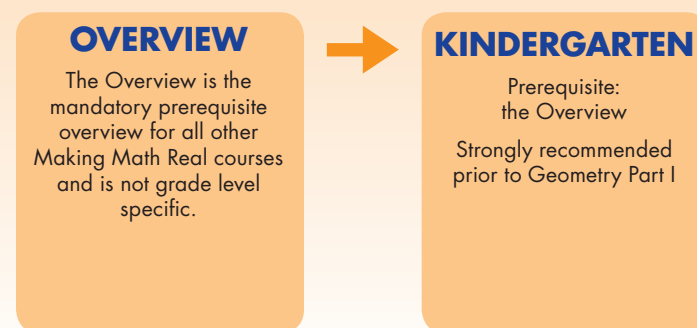 OVERVIEW
The Overview is the
mandatory prerequisite
overview for all other
Making Math Real courses
and is not grade level
specific.
KINDERGARTEN
Prerequisite:
the Overview
Strongly recommended
prior to Geometry Part I